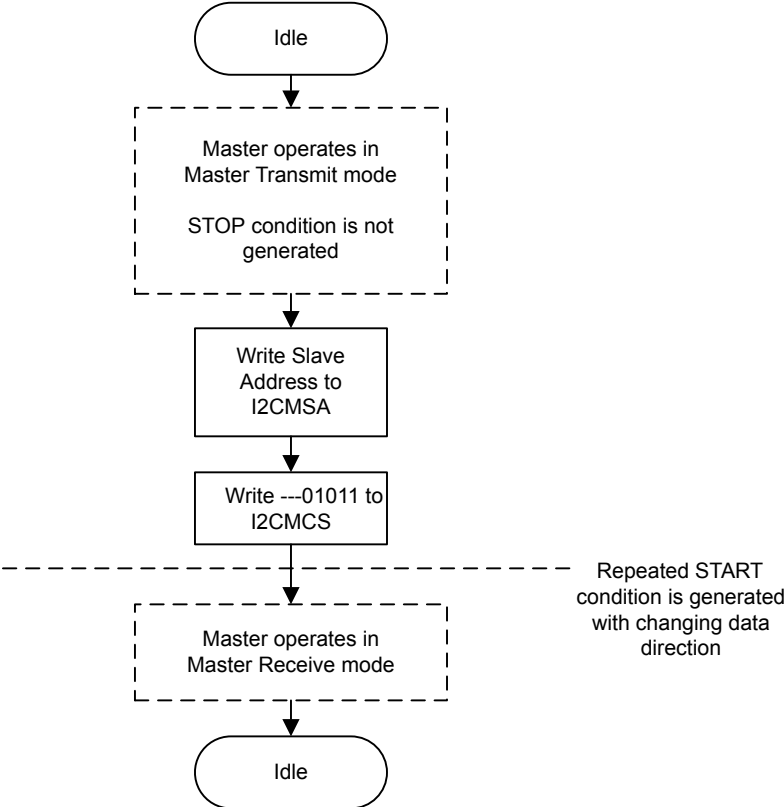 Idle
Master operates in
Master Transmit mode
STOP condition is not
generated
Write Slave
Address to
I2CMSA
Write ---01011 to
I2CMCS
Repeated START
condition is generated
with changing data
direction
Master operates in
Master Receive mode
Idle